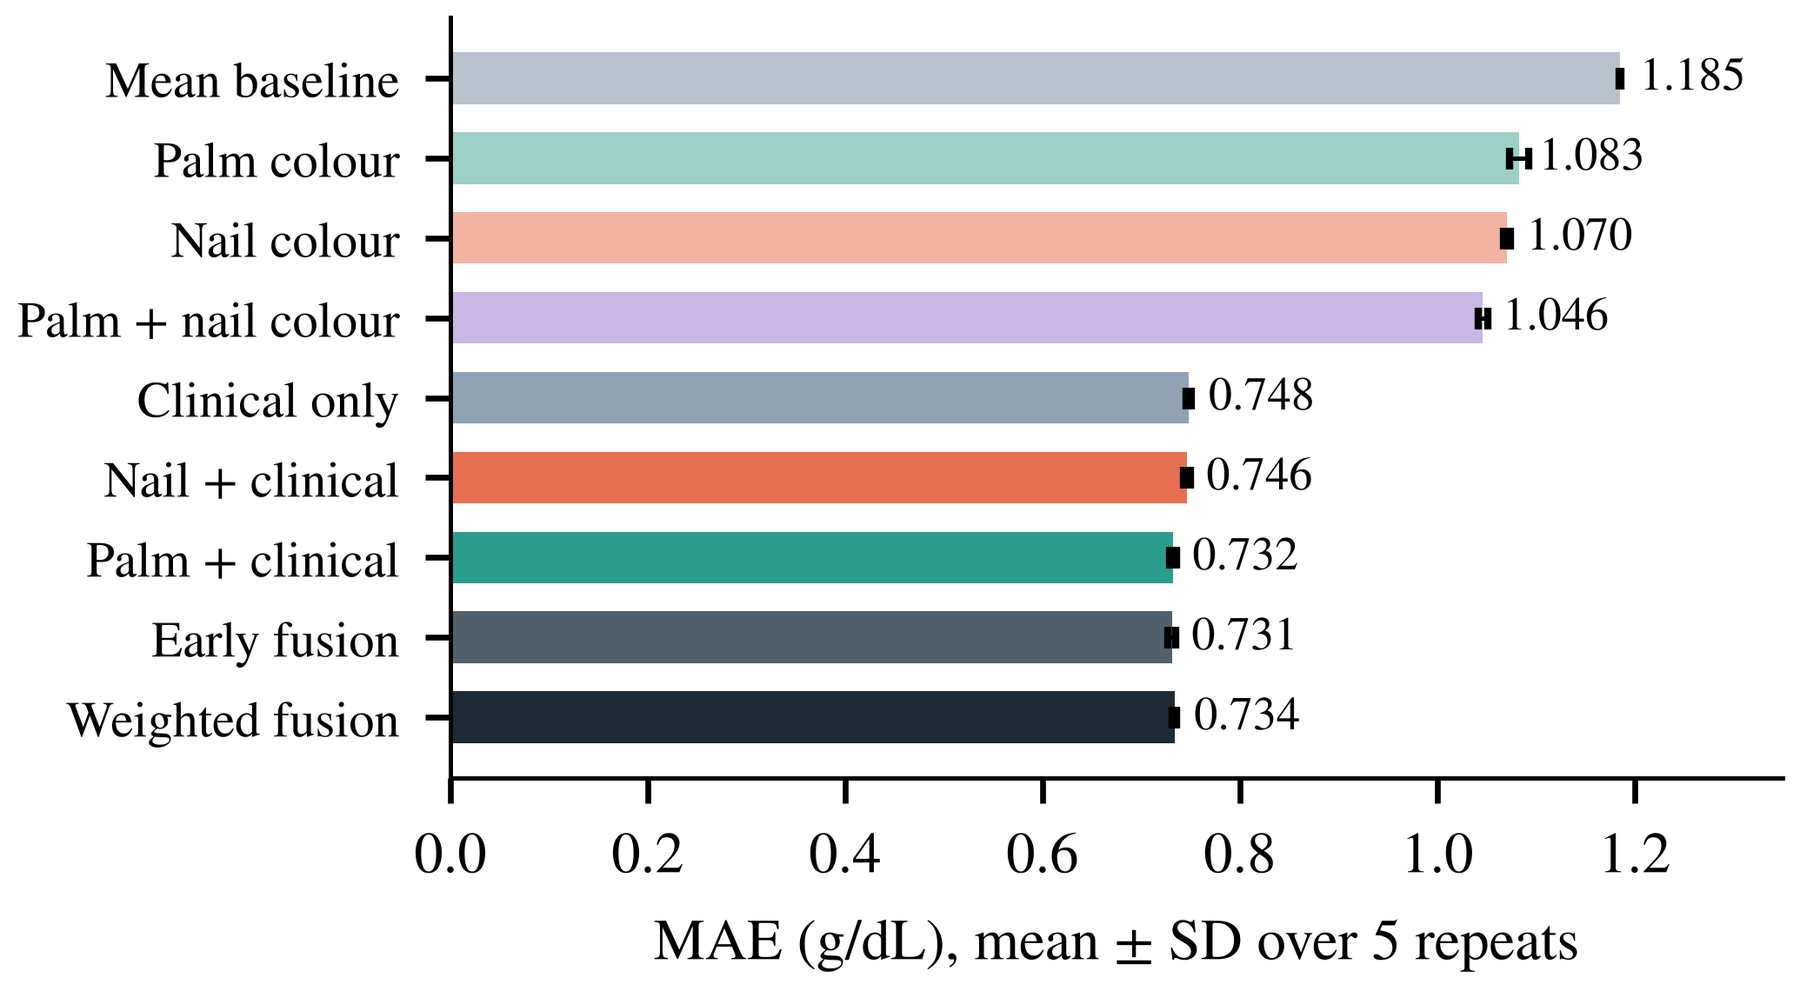 Mean baseline 1.185
Palm colour 1.083
Nail colour 1.070
Palm + nail colour 1.046
Clinical only 0.748
Nail + clinical 0.746
Palm + clinical 0.732
Early fusion 0.731
Weighted fusion 0.734
0.0 0.2 0.4 0.6 0.8 1.0 1.2
MAE (g/dL), mean ± SD over 5 repeats